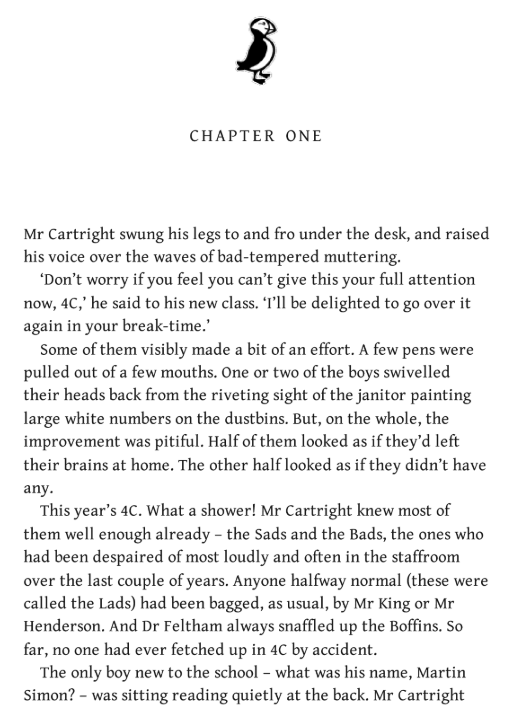 CHAPTER ONE
Mr Cartright swung his legs to and fro under the desk, and raised
his voice over the waves of bad-tempered muttering.
‘Don’t worry if you feel you can’t give this your full attention
now, 4C,’ he said to his new class. ‘I’ll be delighted to go over it
again in your break-time.’
Some of them visibly made a bit of an effort. A few pens were
pulled out of a few mouths. One or two of the boys swivelled
their heads back from the riveting sight of the janitor painting
large white numbers on the dustbins. But, on the whole, the
improvement was pitiful. Half of them looked as if they’d left
their brains at home. The other half looked as if they didn’t have
any.
This year’s 4C. What a shower! Mr Cartright knew most of
them well enough already – the Sads and the Bads, the ones who
had been despaired of most loudly and often in the staffroom
over the last couple of years. Anyone halfway normal (these were
called the Lads) had been bagged, as usual, by Mr King or Mr
Henderson. And Dr Feltham always snaffled up the Boffins. So
far, no one had ever fetched up in 4C by accident.
The only boy new to the school – what was his name, Martin
Simon? – was sitting reading quietly at the back. Mr Cartright